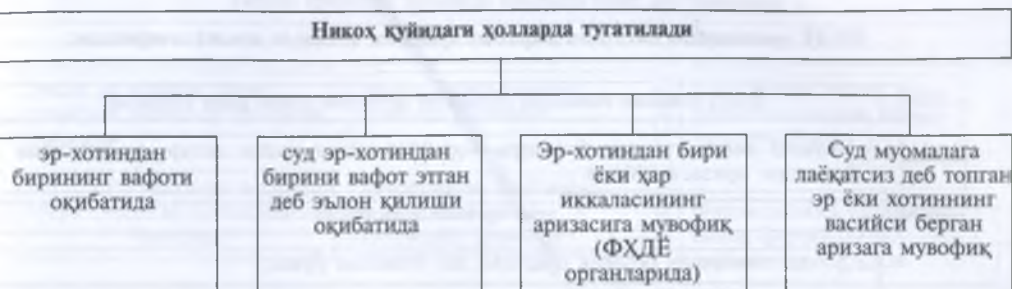 Никоҳ қуйидаги ҳолларда тугатилади
эр-хотиндан
бирининг вафоти
оқибатида
суд эр-хотиндан
бирини вафот этган
деб эълон қилиши
оқибатида
Эр-хотиндан бири
ёки ҳар
иккаласининг
аризасига мувофиқ
(ФҲДЁ
органларида)
Суд муомалага
лаёқатсиз деб топган
эр ёки хотиннинг
васийси берган
аризага мувофиқ